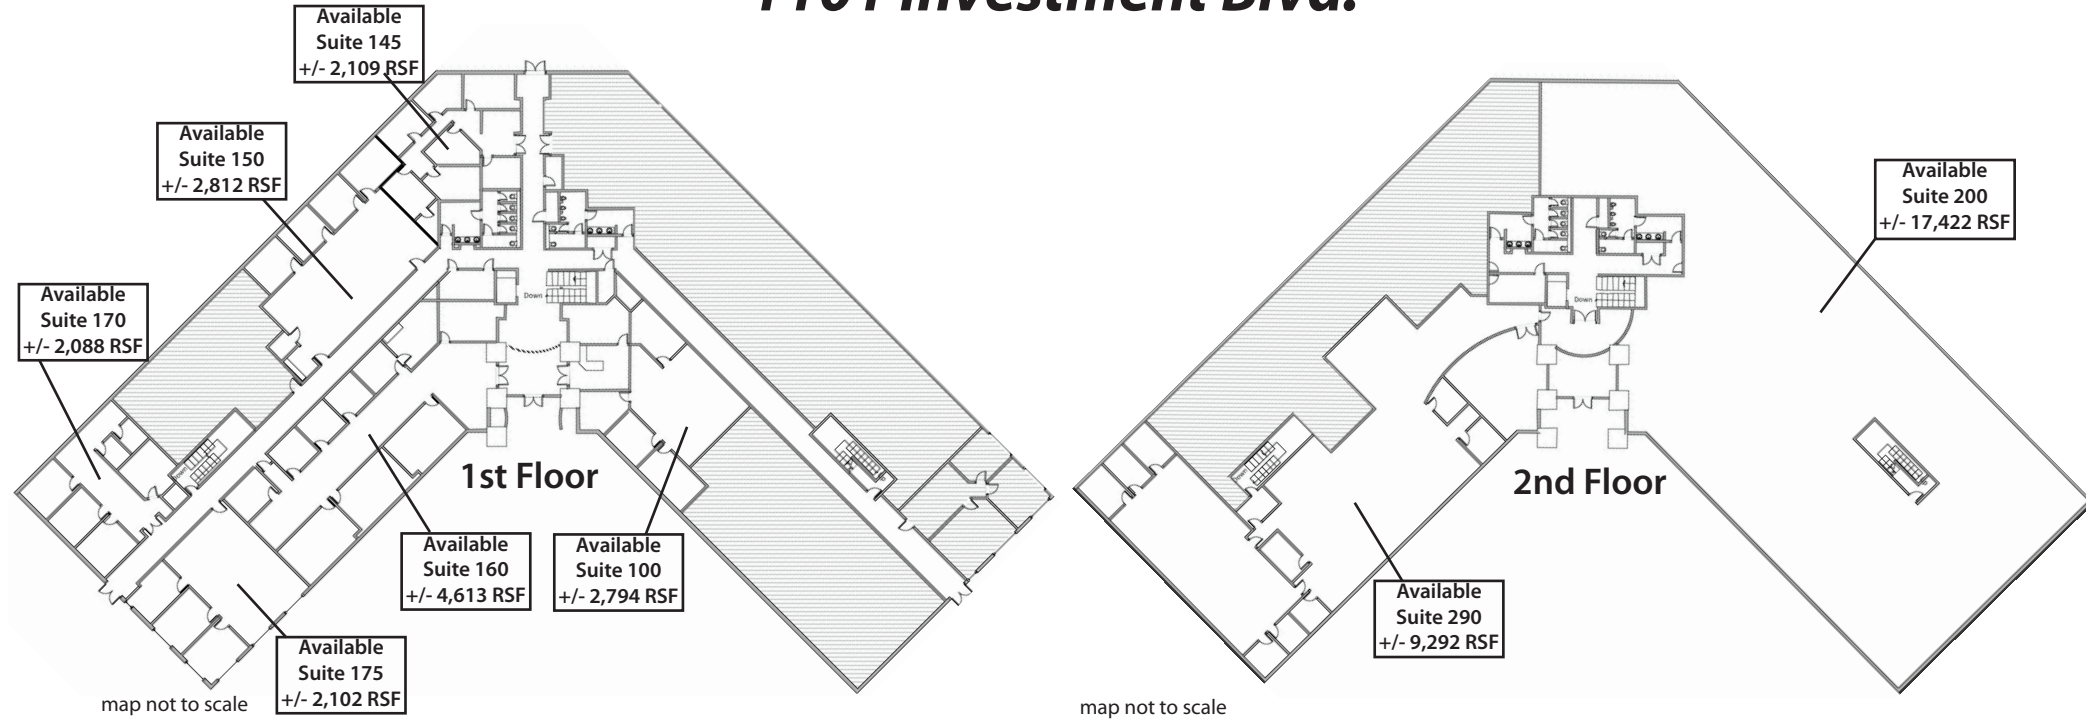 Investment Blvd.
Available
Suite 145
+/- 2,109 RSF
Available
Suite 150
+/- 2,812 RSF
Available
Suite 170
+/- 2,088 RSF
Down
Down
1st Floor
Available
Suite 160
+/- 4,613 RSF
Available
Suite 100
+/- 2,794 RSF
Available
Suite 175
+/- 2,102 RSF
map not to scale
Available
Suite 200
+/- 17,422 RSF
Down
Down
2nd Floor
Available
Suite 290
+/- 9,292 RSF
map not to scale